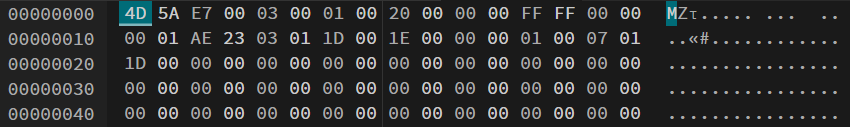 00000000 4D 5A E7 00 03 00 01 00 20 00 00 00 FF FF 00 00 MZτ..... ...  ..
00000010 00 01 AE 23 03 01 1D 00 1E 00 00 00 01 00 07 01 ..«#............
00000020 1D 00 00 00 00 00 00 00 00 00 00 00 00 00 00 00 ................
00000030 00 00 00 00 00 00 00 00 00 00 00 00 00 00 00 00 ................
00000040 00 00 00 00 00 00 00 00 00 00 00 00 00 00 00 00 ................